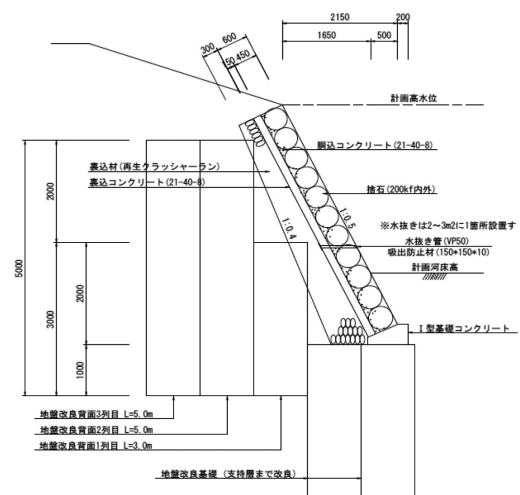 2150
200
1650
500
300
600
150
450
計画高水位
胴込コンクリート(21-40-8)
裏込材(再生クラッシャーラン)
裏込コンクリート(21-40-8)
捨石(200kf内外)
1:0.5
1:0.4
※水抜きは2～3m2に1箇所設置す
水抜き管(VP50)
吸出防止材(150*150*10)
計画河床高
5000
2000
3000
2000
1000
Ⅰ型基礎コンクリート
地盤改良背面3列目 L=5.0m
地盤改良背面2列目 L=5.0m
地盤改良背面1列目 L=3.0m
地盤改良基礎（支持層まで改良）